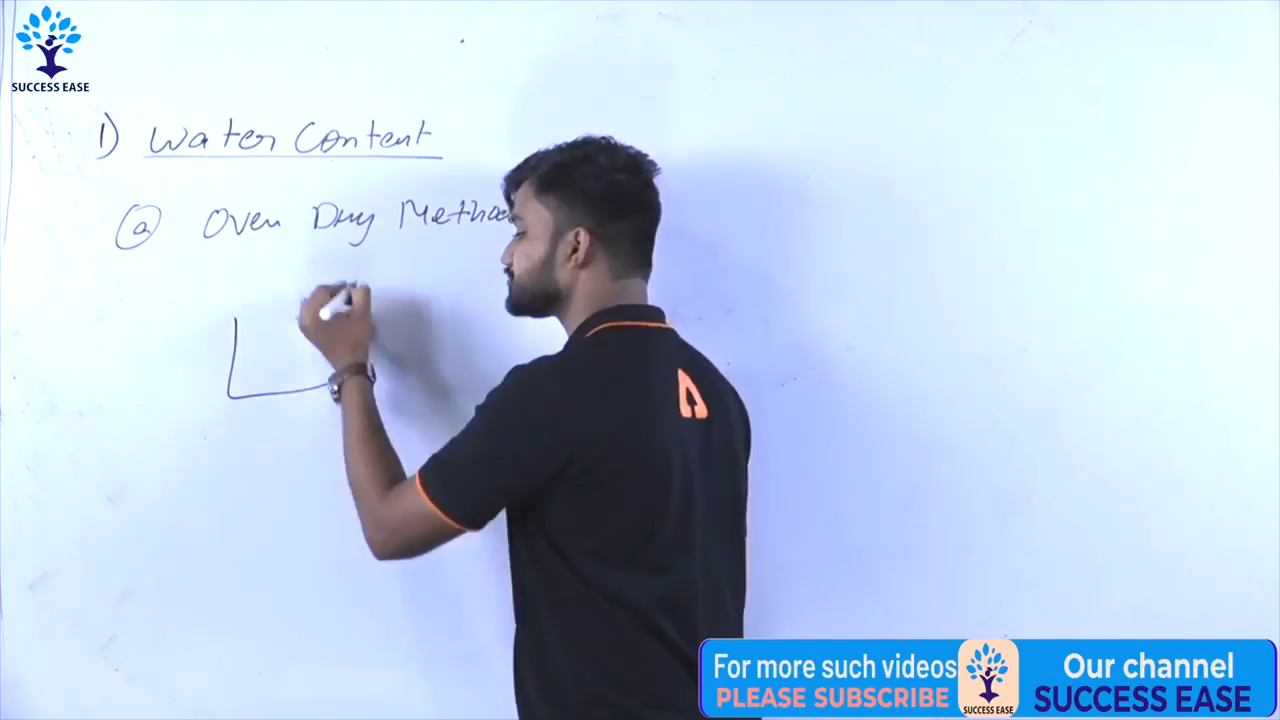 SUCCESS EASE
1) Water Content
a Oven Dry Method
For more such videos
PLEASE SUBSCRIBE
SUCCESS EASE
Our channel
SUCCESS EASE